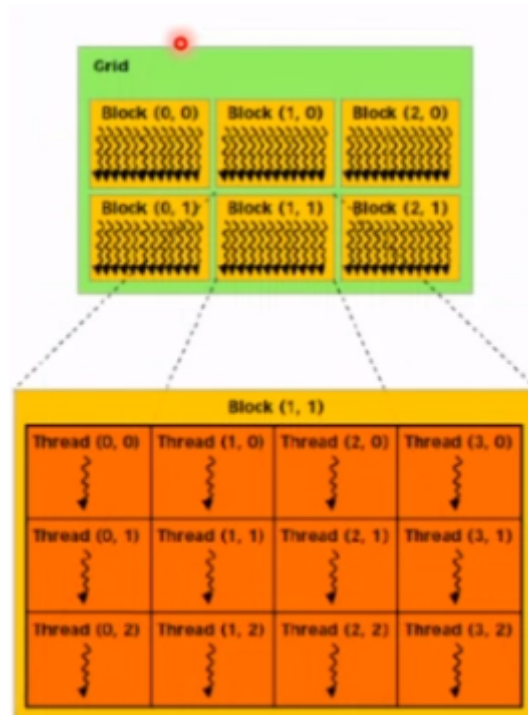 Grid
Block (0, 0) Block (1, 0) Block (2, 0)
Block (0, 1) Block (1, 1) Block (2, 1)
Block (1, 1)
Thread (0, 0) Thread (1, 0) Thread (2, 0) Thread (3, 0)
Thread (0, 1) Thread (1, 1) Thread (2, 1) Thread (3, 1)
Thread (0, 2) Thread (1, 2) Thread (2, 2) Thread (3, 2)